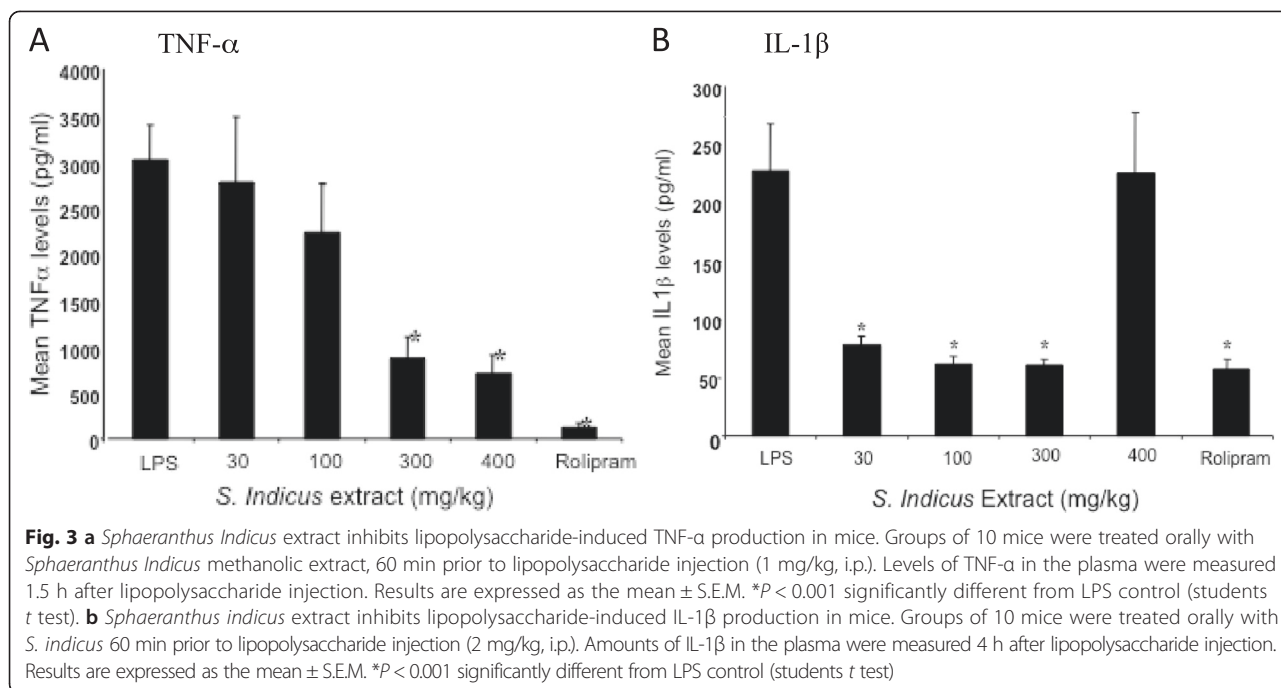 A TNF-α
4000
3500
3000
2500
2000
1500
1000
500
0
Mean TNFα levels (pg/ml)
*
*
*
LPS 30 100 300 400 Rolipram
S. Indicus extract (mg/kg)
B IL-1β
300
250
200
150
100
50
0
Mean IL1β levels (pg/ml)
*
*
*
*
LPS 30 100 300 400 Rolipram
S. Indicus Extract (mg/kg)
Fig. 3 a Sphaeranthus Indicus extract inhibits lipopolysaccharide-induced TNF-α production in mice. Groups of 10 mice were treated orally with
Sphaeranthus Indicus methanolic extract, 60 min prior to lipopolysaccharide injection (1 mg/kg, i.p.). Levels of TNF-α in the plasma were measured
1.5 h after lipopolysaccharide injection. Results are expressed as the mean ± S.E.M. *P < 0.001 significantly different from LPS control (students
t test). b Sphaeranthus indicus extract inhibits lipopolysaccharide-induced IL-1β production in mice. Groups of 10 mice were treated orally with
S. indicus 60 min prior to lipopolysaccharide injection (2 mg/kg, i.p.). Amounts of IL-1β in the plasma were measured 4 h after lipopolysaccharide injection.
Results are expressed as the mean ± S.E.M. *P < 0.001 significantly different from LPS control (students t test)